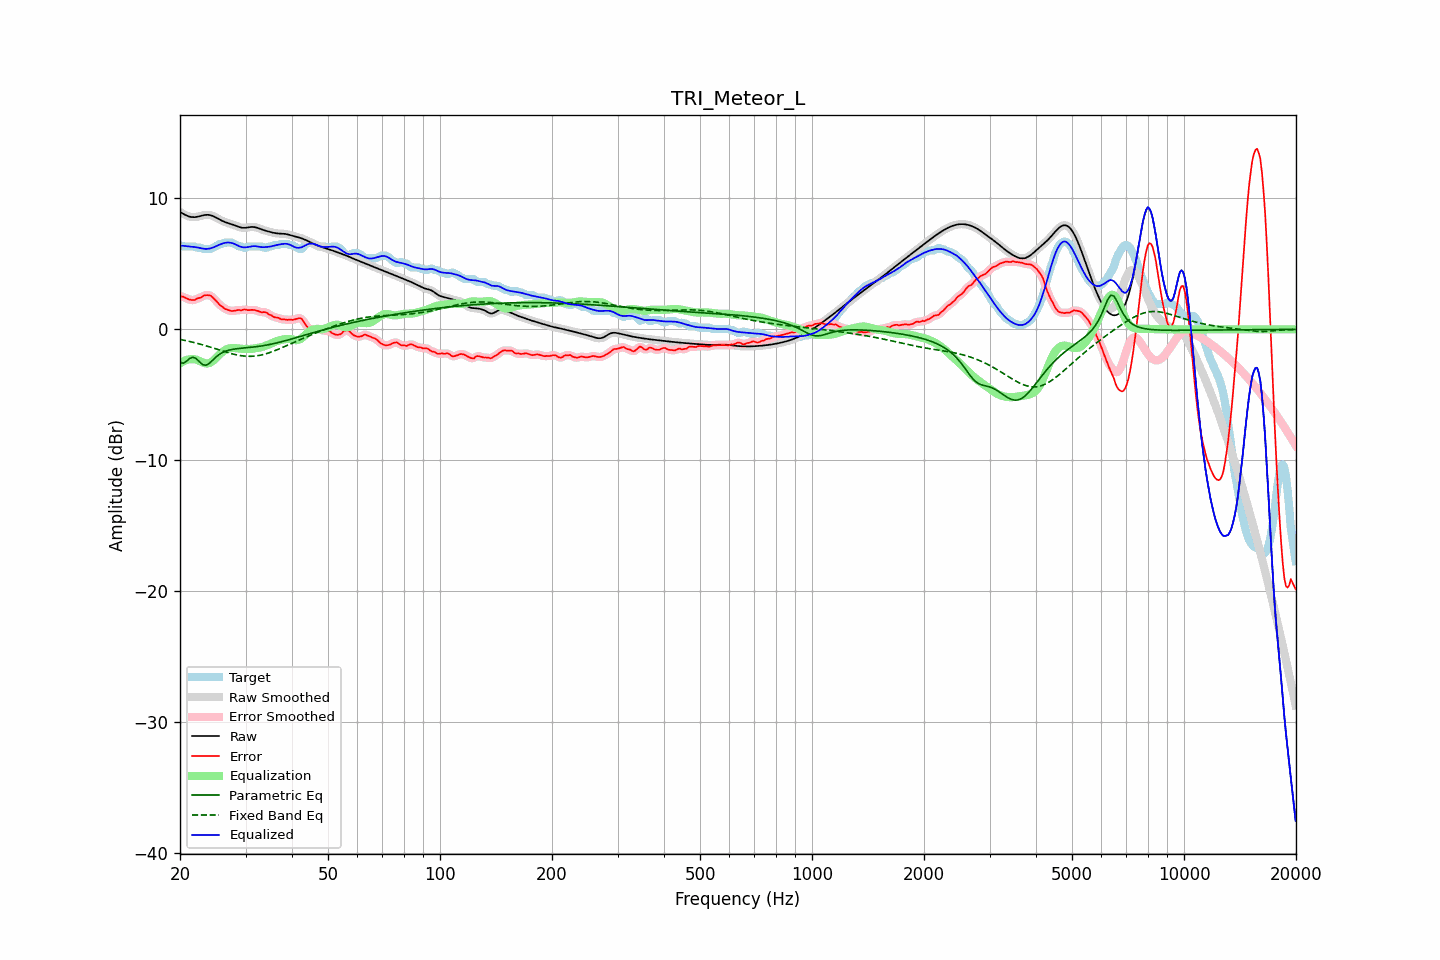 TRI_Meteor_L
10
0
−10
−20
−30
−40
Amplitude (dBr)
Target
Raw Smoothed
Error Smoothed
Raw
Error
Equalization
Parametric Eq
Fixed Band Eq
Equalized
20 50 100 200 500 1000 2000 5000 10000 20000
Frequency (Hz)